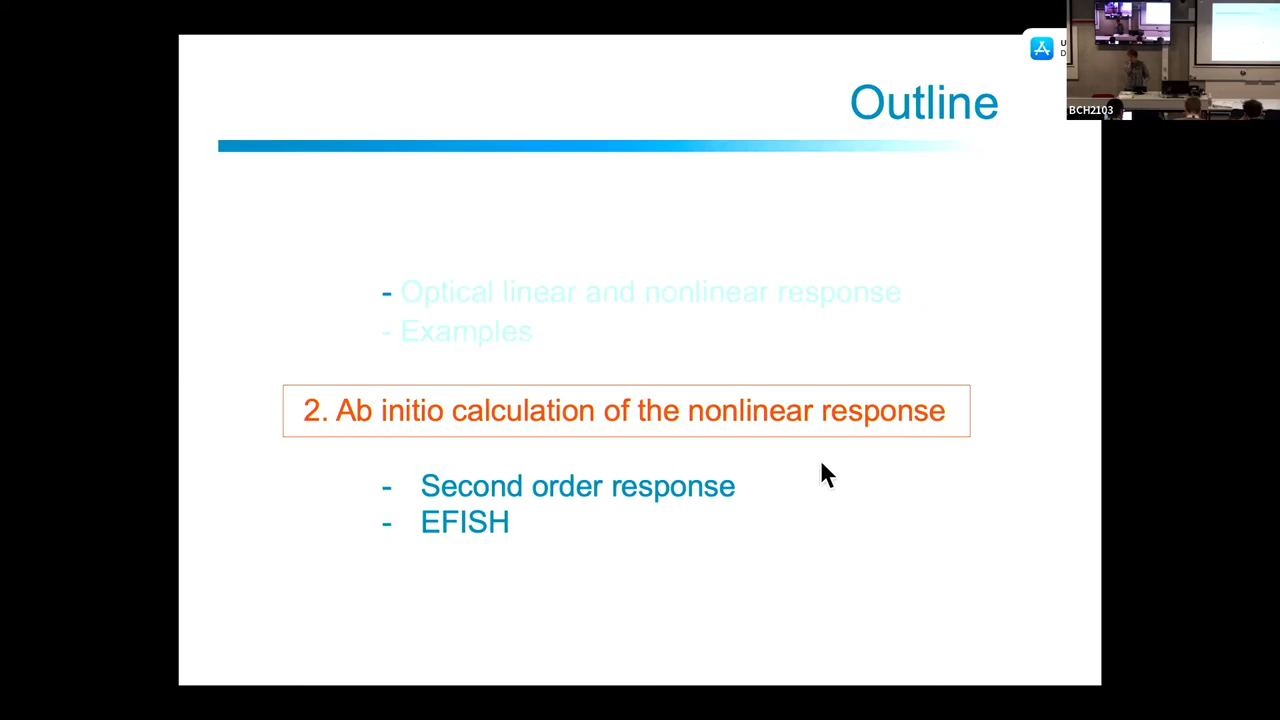 U
D
BCH2103
Outline
- Optical linear and nonlinear response
- Examples
2. Ab initio calculation of the nonlinear response
- Second order response
- EFISH